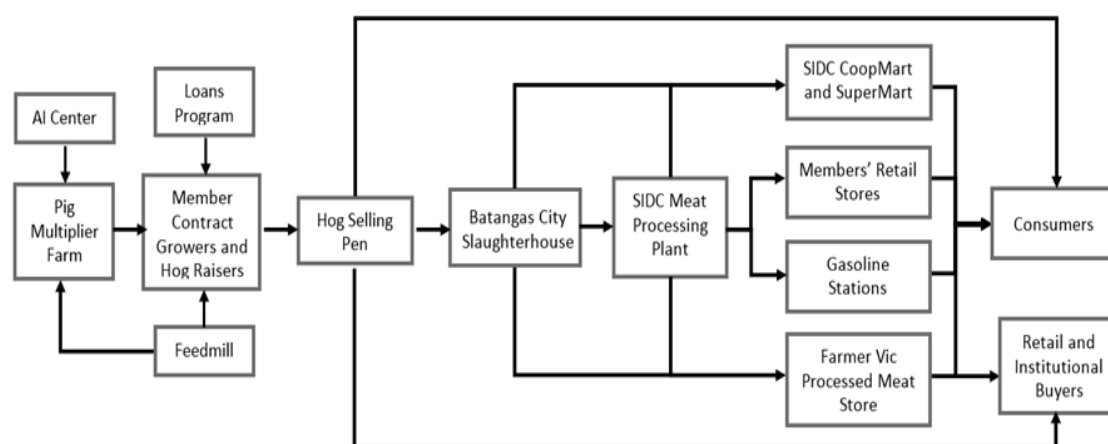 AI Center
Loans
Program
Pig
Multiplier
Farm
Member
Contract
Growers and
Hog Raisers
Feedmill
Hog Selling
Pen
Batangas City
Slaughterhouse
SIDC Meat
Processing
Plant
SIDC CoopMart
and SuperMart
Members' Retail
Stores
Gasoline
Stations
Farmer Vic
Processed Meat
Store
Consumers
Retail and
Institutional
Buyers